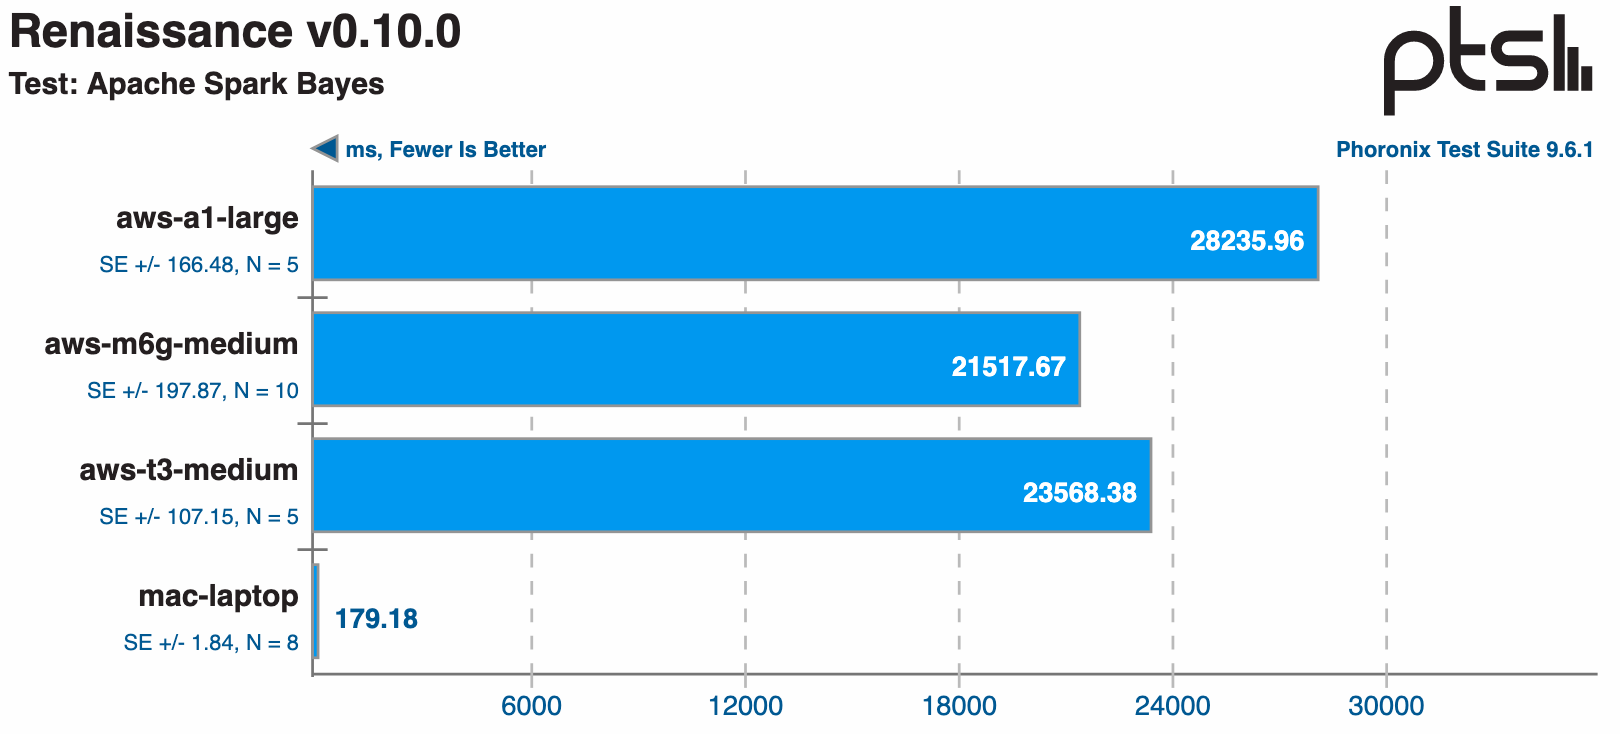 Renaissance v0.10.0
Test: Apache Spark Bayes
ptsl
ms, Fewer Is Better
Phoronix Test Suite 9.6.1
aws-a1-large
SE +/- 166.48, N = 5
28235.96
aws-m6g-medium
SE +/- 197.87, N = 10
21517.67
aws-t3-medium
SE +/- 107.15, N = 5
23568.38
mac-laptop
SE +/- 1.84, N = 8
179.18
6000 12000 18000 24000 30000